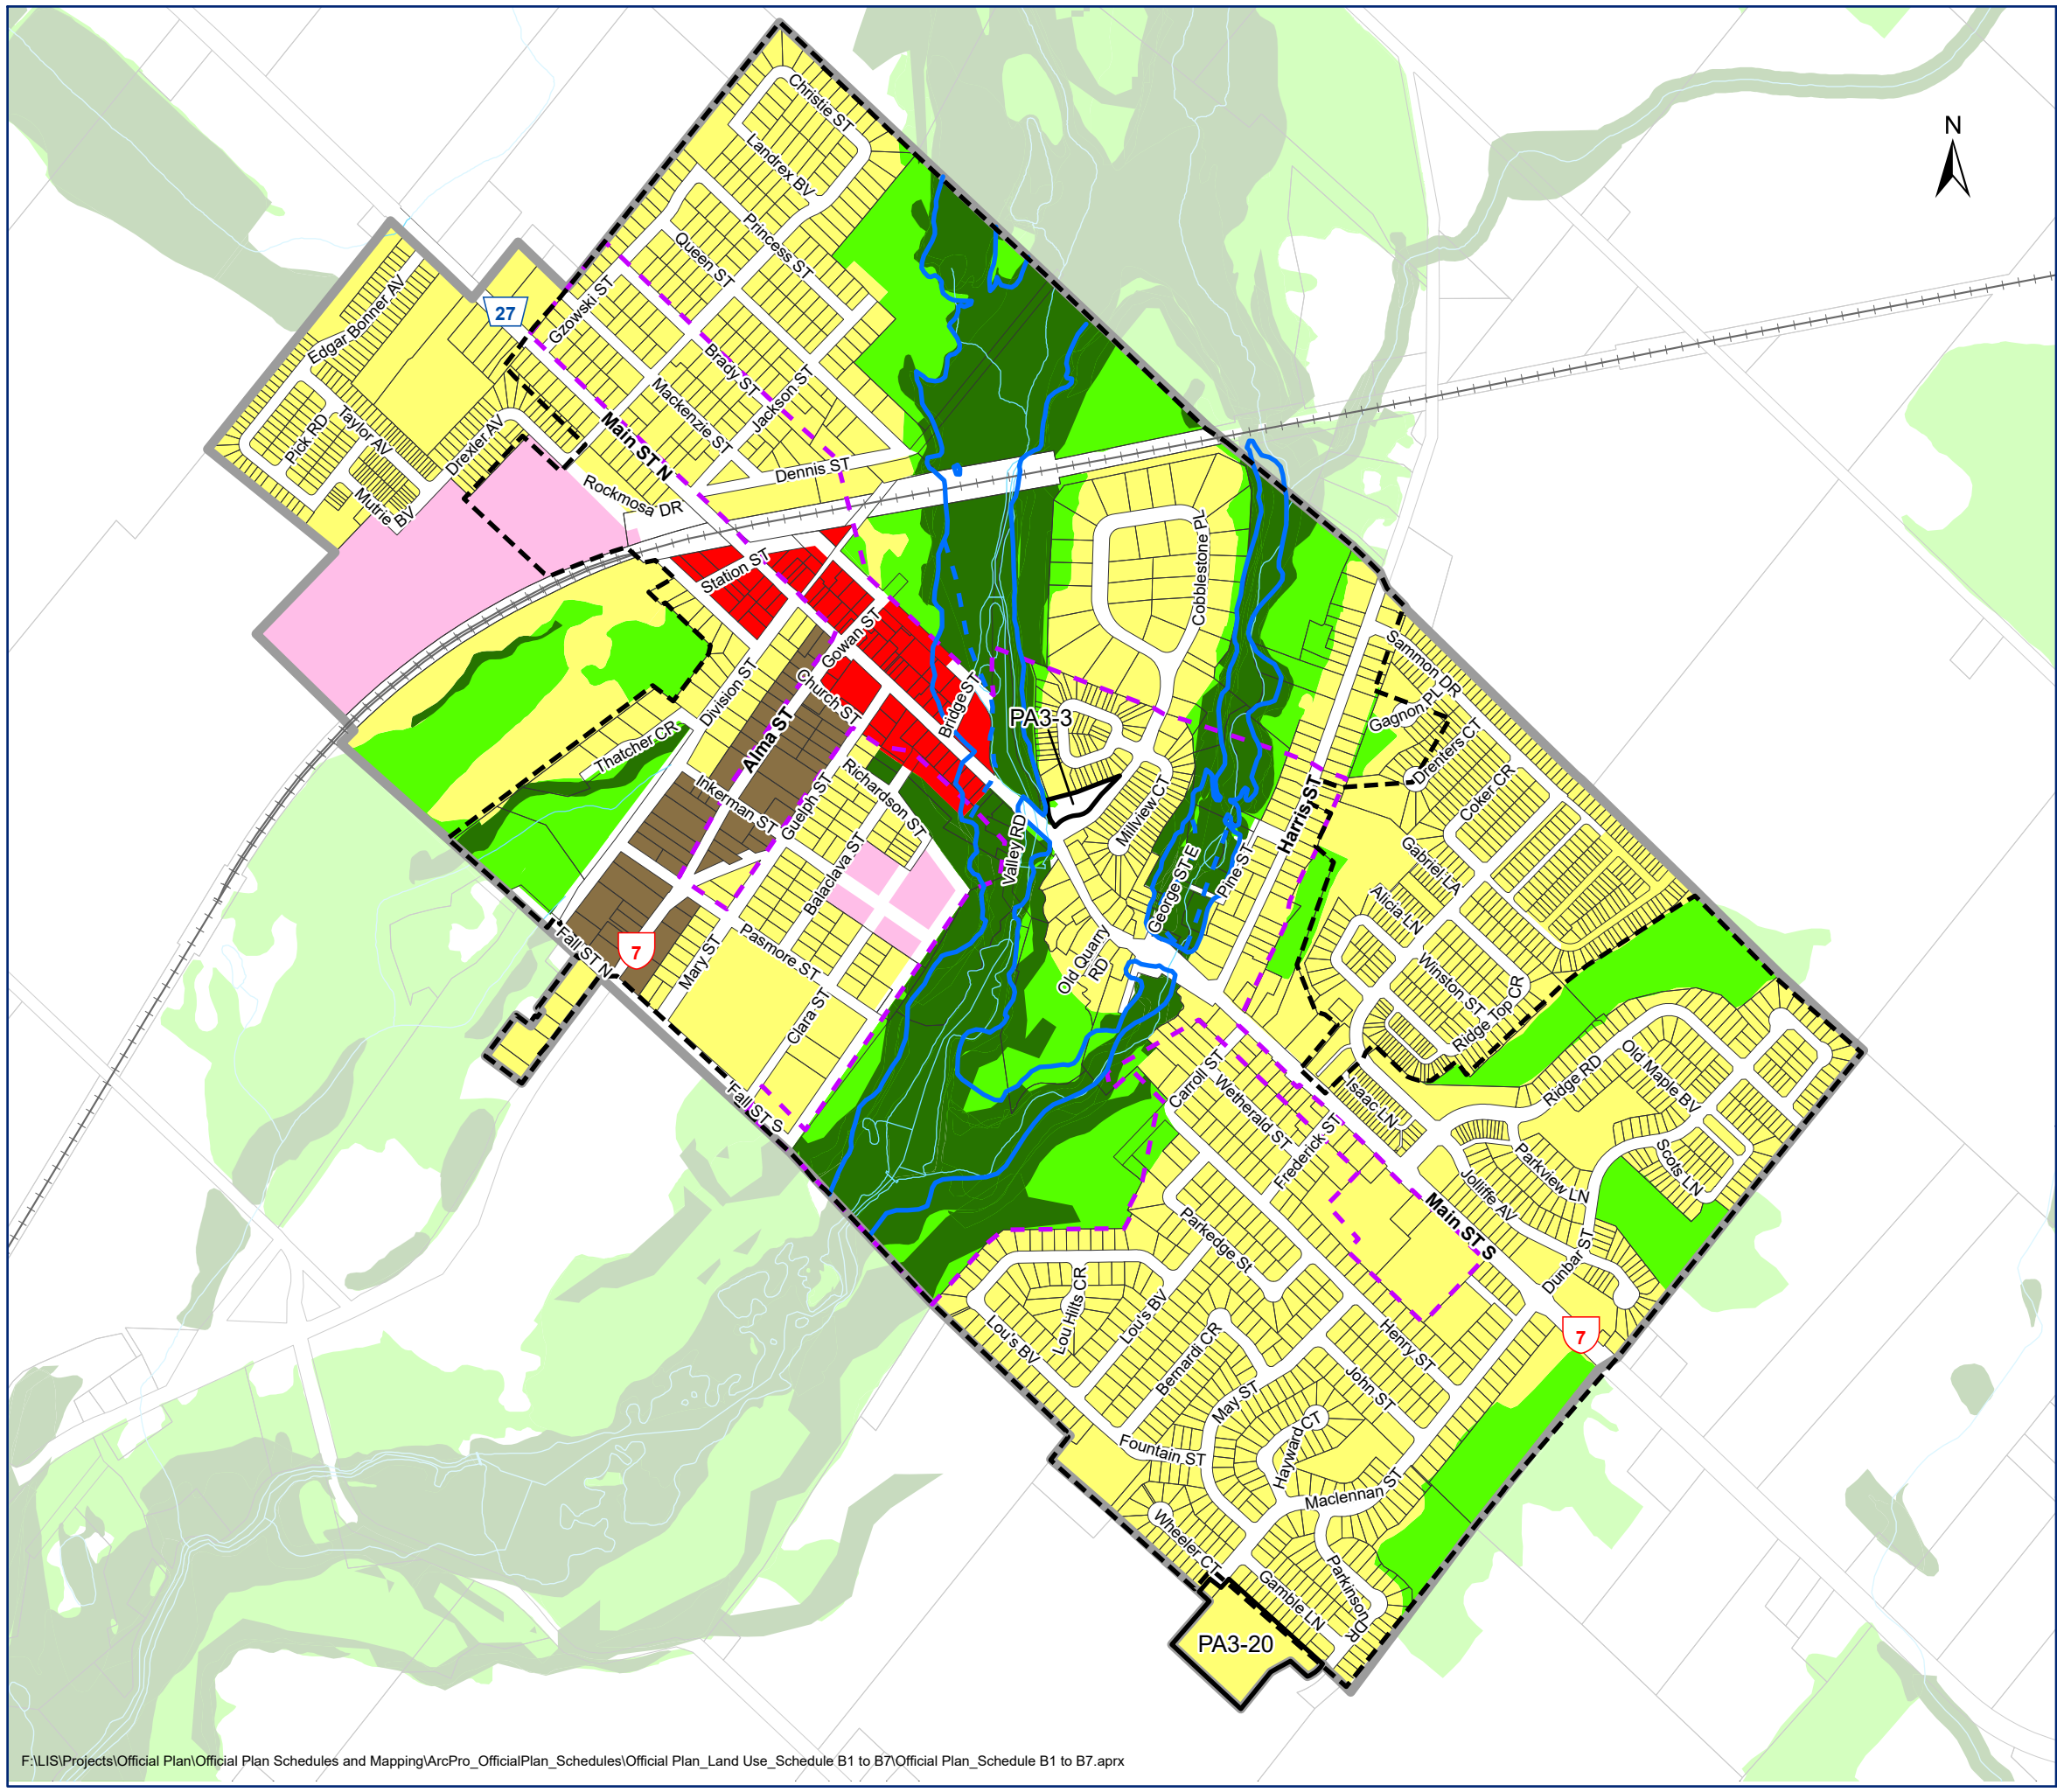 N
Christie ST
Landrex BV
Princess ST
Queen ST
Gzowski ST
27
Edgar Bonner AV
Brady ST
Jackson ST
Mackenzie ST
Main ST N
Pick RD
Taylor AV
Drexler AV
Mutrie BV
Dennis ST
Rockmosa DR
Station ST
Cobblestone PL
Gowan ST
Church ST
Division ST
Bridge ST
PA3-3
Sammon DR
Gagnon PL
Drenters CT
Thatcher CR
Alma ST
Inkerman ST
Guelph ST
Richardson ST
Balaclava ST
Valley RD
Millview CT
Harris ST
Coker CR
Gabriel LA
George ST E
Pine ST
Alicia LN
Winston ST
Ridge Top CR
Fall ST N
7
Mary ST
Pasmore ST
Clara ST
Old Quarry
RD
Fall ST S
Carroll ST
Wetherald ST
Frederick ST
Isaac LN
Ridge RD
Old Maple BV
Parkview LN
Scots LN
Jolliffe AV
Main ST S
Dunbar ST
7
Parkedge St
Lou Hilts CR
Lou's BV
Lou's BV
Bernardi CR
Henry ST
John ST
May ST
Hayward CT
Fountain ST
Maclennan ST
Wheeler CT
Gamble LN
Parkinson DR
PA3-20
F:\LIS\Projects\Official Plan\Official Plan Schedules and Mapping\ArcPro_OfficialPlan_Schedules\Official Plan_Land Use_Schedule B1 to B7\Official Plan_Schedule B1 to B7.aprx